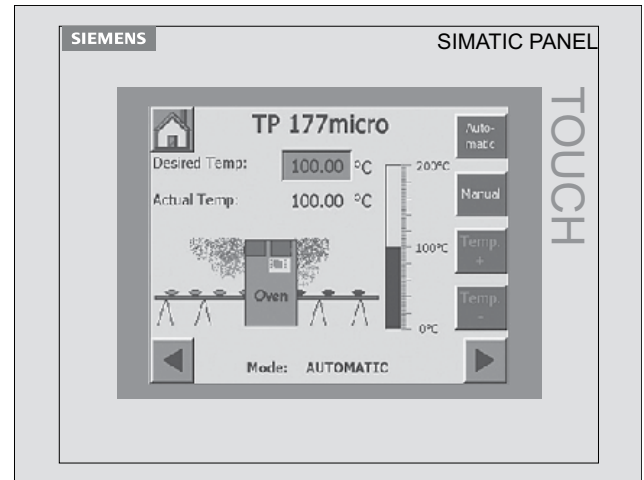 SIEMENS
SIMATIC PANEL
TOUCH
TP 177micro
Auto-
matic
Desired Temp: 100.00 °C
200°C
Manual
Actual Temp: 100.00 °C
100°C
Temp.
+
Oven
Temp.
-
0°C
Mode: AUTOMATIC